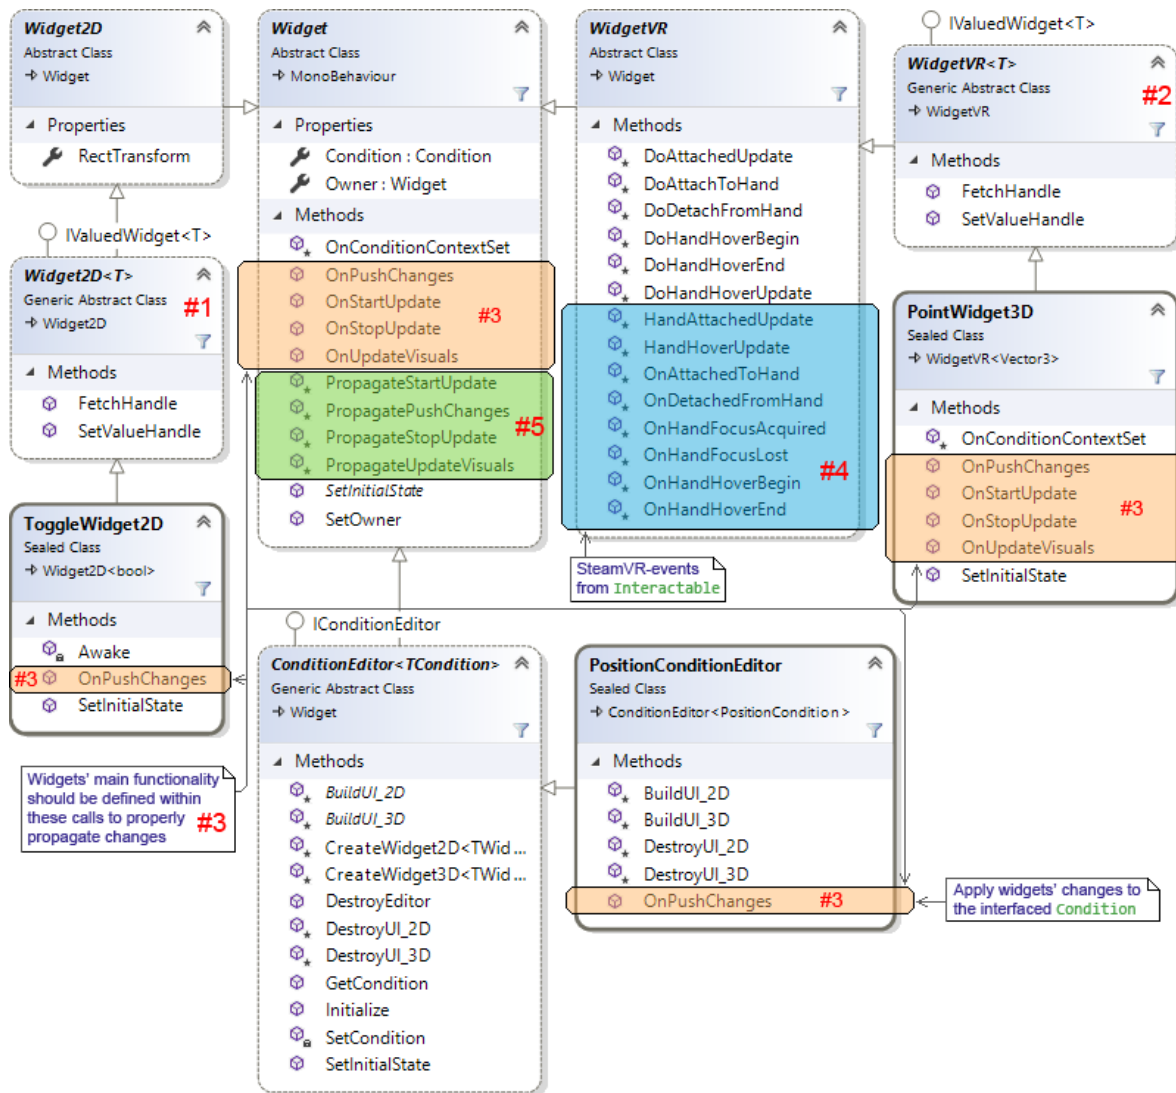 Widget2D
Abstract Class
Widget
Properties
RectTransform
IValuedWidget<T>
Widget2D<T>
Generic Abstract Class
#1
Widget2D
Methods
FetchHandle
SetValueHandle
ToggleWidget2D
Sealed Class
Widget2D<bool>
Methods
Awake
#3 OnPushChanges
SetInitialState
Widgets' main functionality
should be defined within
these calls to properly
propagate changes
#3
Widget
Abstract Class
MonoBehaviour
Properties
Condition : Condition
Owner : Widget
Methods
OnConditionContextSet
OnPushChanges
OnStartUpdate
#3
OnStopUpdate
OnUpdateVisuals
PropagateStartUpdate
PropagatePushChanges
#5
PropagateStopUpdate
PropagateUpdateVisuals
SetInitialState
SetOwner
IConditionEditor
ConditionEditor<TCondition>
Generic Abstract Class
Widget
Methods
BuildUI_2D
BuildUI_3D
CreateWidget2D<TWid ...
CreateWidget3D<TWid ...
DestroyEditor
DestroyUI_2D
DestroyUI_3D
GetCondition
Initialize
SetCondition
SetInitialState
WidgetVR
Abstract Class
Widget
Methods
DoAttachedUpdate
DoAttachToHand
DoDetachFromHand
DoHandHoverBegin
DoHandHoverEnd
DoHandHoverUpdate
HandAttachedUpdate
HandHoverUpdate
OnAttachedToHand
OnDetachedFromHand
OnHandFocusAcquired
OnHandFocusLost
#4
OnHandHoverBegin
OnHandHoverEnd
SteamVR-events
from Interactable
PositionConditionEditor
Sealed Class
ConditionEditor<PositionCondition>
Methods
BuildUI_2D
BuildUI_3D
DestroyUI_2D
DestroyUI_3D
OnPushChanges #3
IValuedWidget<T>
WidgetVR<T>
Generic Abstract Class
#2
WidgetVR
Methods
FetchHandle
SetValueHandle
PointWidget3D
Sealed Class
WidgetVR<Vector3>
Methods
OnConditionContextSet
OnPushChanges
OnStartUpdate
#3
OnStopUpdate
OnUpdateVisuals
SetInitialState
Apply widgets' changes to
the interfaced Condition